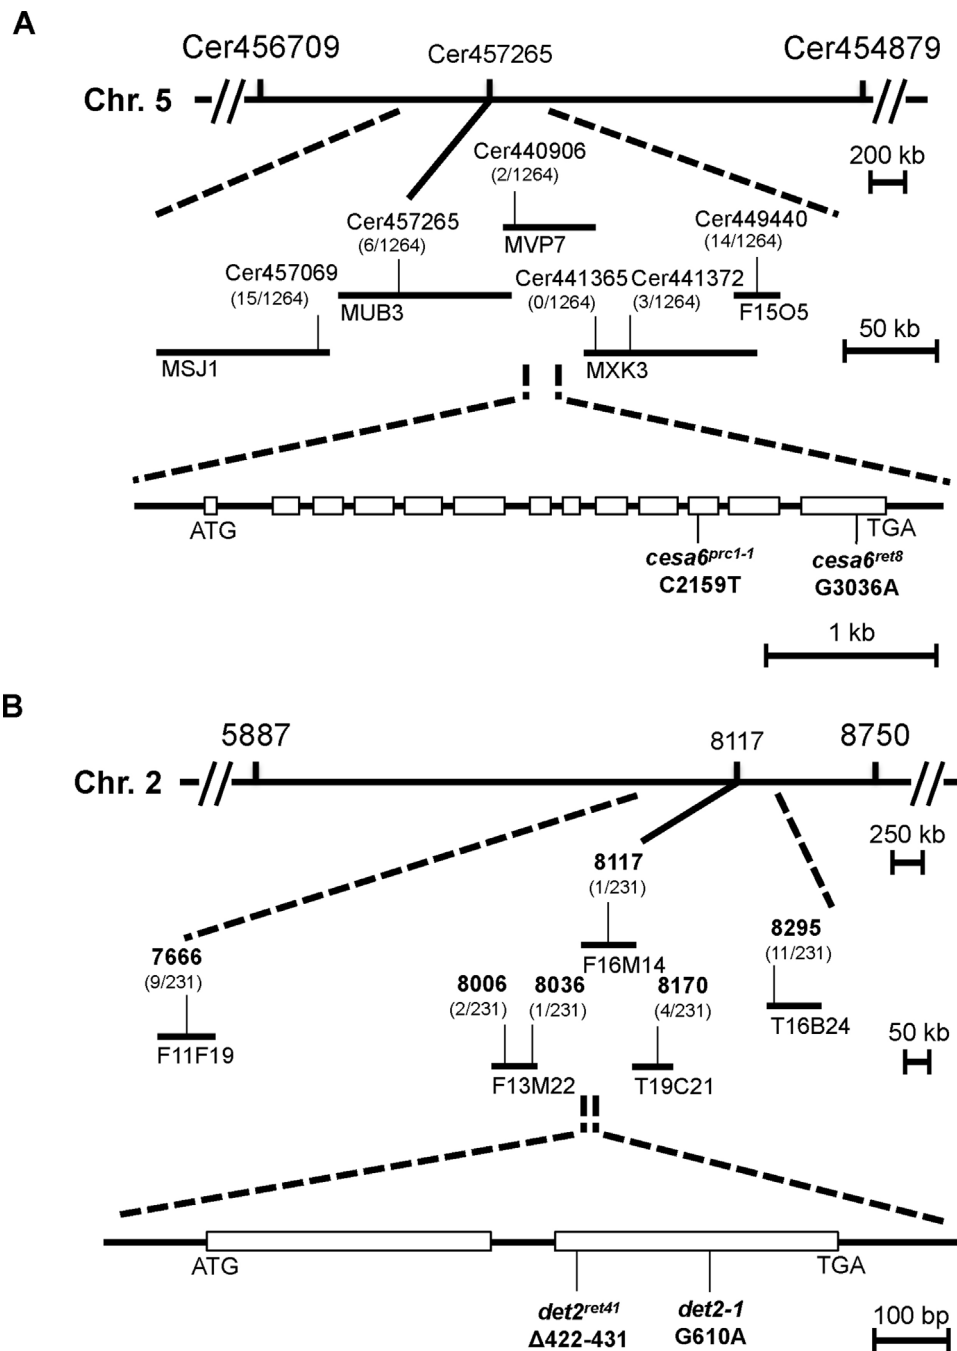 A
Cer456709
Cer457265
Cer454879
Chr. 5
200 kb
Cer440906
(2/1264)
Cer457265
(6/1264)
MVP7
Cer449440
(14/1264)
Cer457069
(15/1264)
MUB3
Cer441365
(0/1264)
Cer441372
(3/1264)
F15O5
50 kb
MSJ1
MXK3
ATG
TGA
cesa6prc1-1
C2159T
cesa6ret8
G3036A
1 kb
B
5887
8117
8750
Chr. 2
250 kb
8117
(1/231)
7666
(9/231)
F16M14
8295
(11/231)
8006
(2/231)
8036
(1/231)
8170
(4/231)
T16B24
F11F19
50 kb
F13M22
T19C21
ATG
TGA
det2ret41
Δ422-431
det2-1
G610A
100 bp